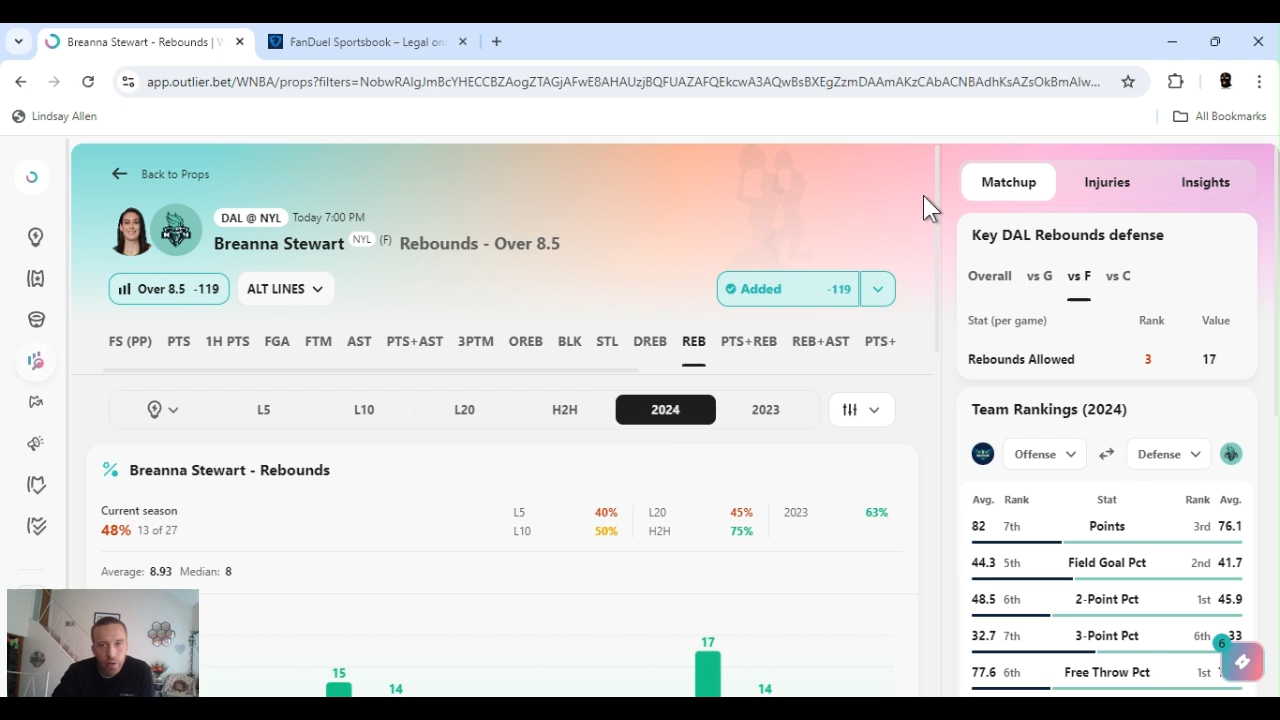 Breanna Stewart - Rebounds | W
FanDuel Sportsbook – Legal on
app.outlier.bet/WNBA/props?filters=
Lindsay Allen
All Bookmarks
Back to Props
DAL @ NYL Today 7:00 PM
Breanna Stewart NYL (F) Rebounds - Over 8.5
Over 8.5 -119 ALT LINES
Added -119
FS (PP) PTS 1H PTS FGA FTM AST PTS+AST 3PTM OREB BLK STL DREB REB PTS+REB REB+AST PTS+
L5 L10 L20 H2H 2024 2023
Breanna Stewart - Rebounds
Current season L5 40% L20 45% 2023 63%
48% 13 of 27 L10 50% H2H 75%
Average: 8.93 Median: 8
17
15
14 14
Matchup Injuries Insights
Key DAL Rebounds defense
Overall vs G vs F vs C
Stat (per game) Rank Value
Rebounds Allowed 3 17
Team Rankings (2024)
Offense Defense
Avg. Rank Stat Rank Avg.
82 7th Points 3rd 76.1
44.3 5th Field Goal Pct 2nd 41.7
48.5 6th 2-Point Pct 1st 45.9
32.7 7th 3-Point Pct 6th 33
6
77.6 6th Free Throw Pct 1st